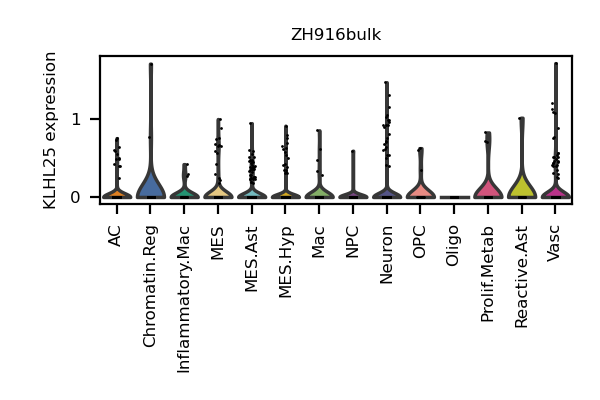 ZH916bulk
KLHL25 expression
1
0
AC
Chromatin.Reg
Inflammatory.Mac
MES
MES.Ast
MES.Hyp
Mac
NPC
Neuron
OPC
Oligo
Prolif.Metab
Reactive.Ast
Vasc